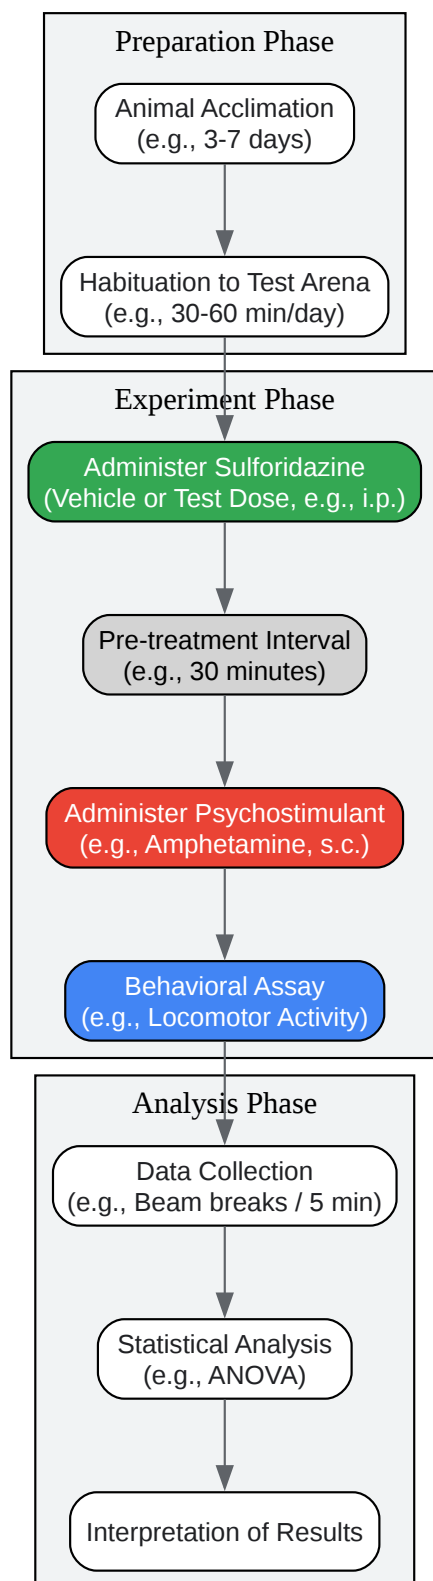 Preparation Phase
Animal Acclimation
(e.g., 3-7 days)
Habituation to Test Arena
(e.g., 30-60 min/day)
Experiment Phase
Administer Sulforidazine
(Vehicle or Test Dose, e.g., i.p.)
Pre-treatment Interval
(e.g., 30 minutes)
Administer Psychostimulant
(e.g., Amphetamine, s.c.)
Behavioral Assay
(e.g., Locomotor Activity)
Analysis Phase
Data Collection
(e.g., Beam breaks / 5 min)
Statistical Analysis
(e.g., ANOVA)
Interpretation of Results